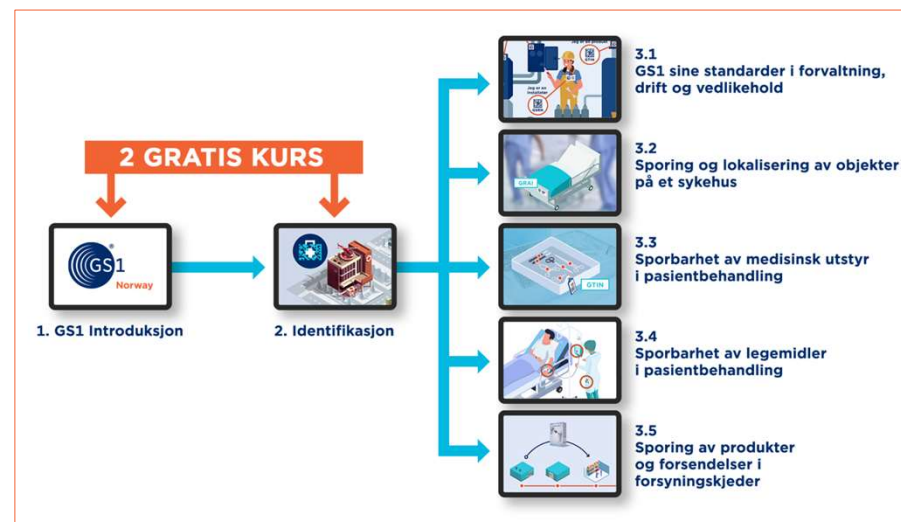 2 GRATIS KURS
GS1
Norway
1. GS1 Introduksjon
2. Identifikasjon
3.1
GS1 sine standarder i forvaltning,
drift og vedlikehold
3.2
Sporing og lokalisering av objekter
på et sykehus
GRAI
3.3
Sporbarhet av medisinsk utstyr
i pasientbehandling
GTIN
3.4
Sporbarhet av legemidler
i pasientbehandling
3.5
Sporing av produkter
og forsendelser i
forsyningskjeder